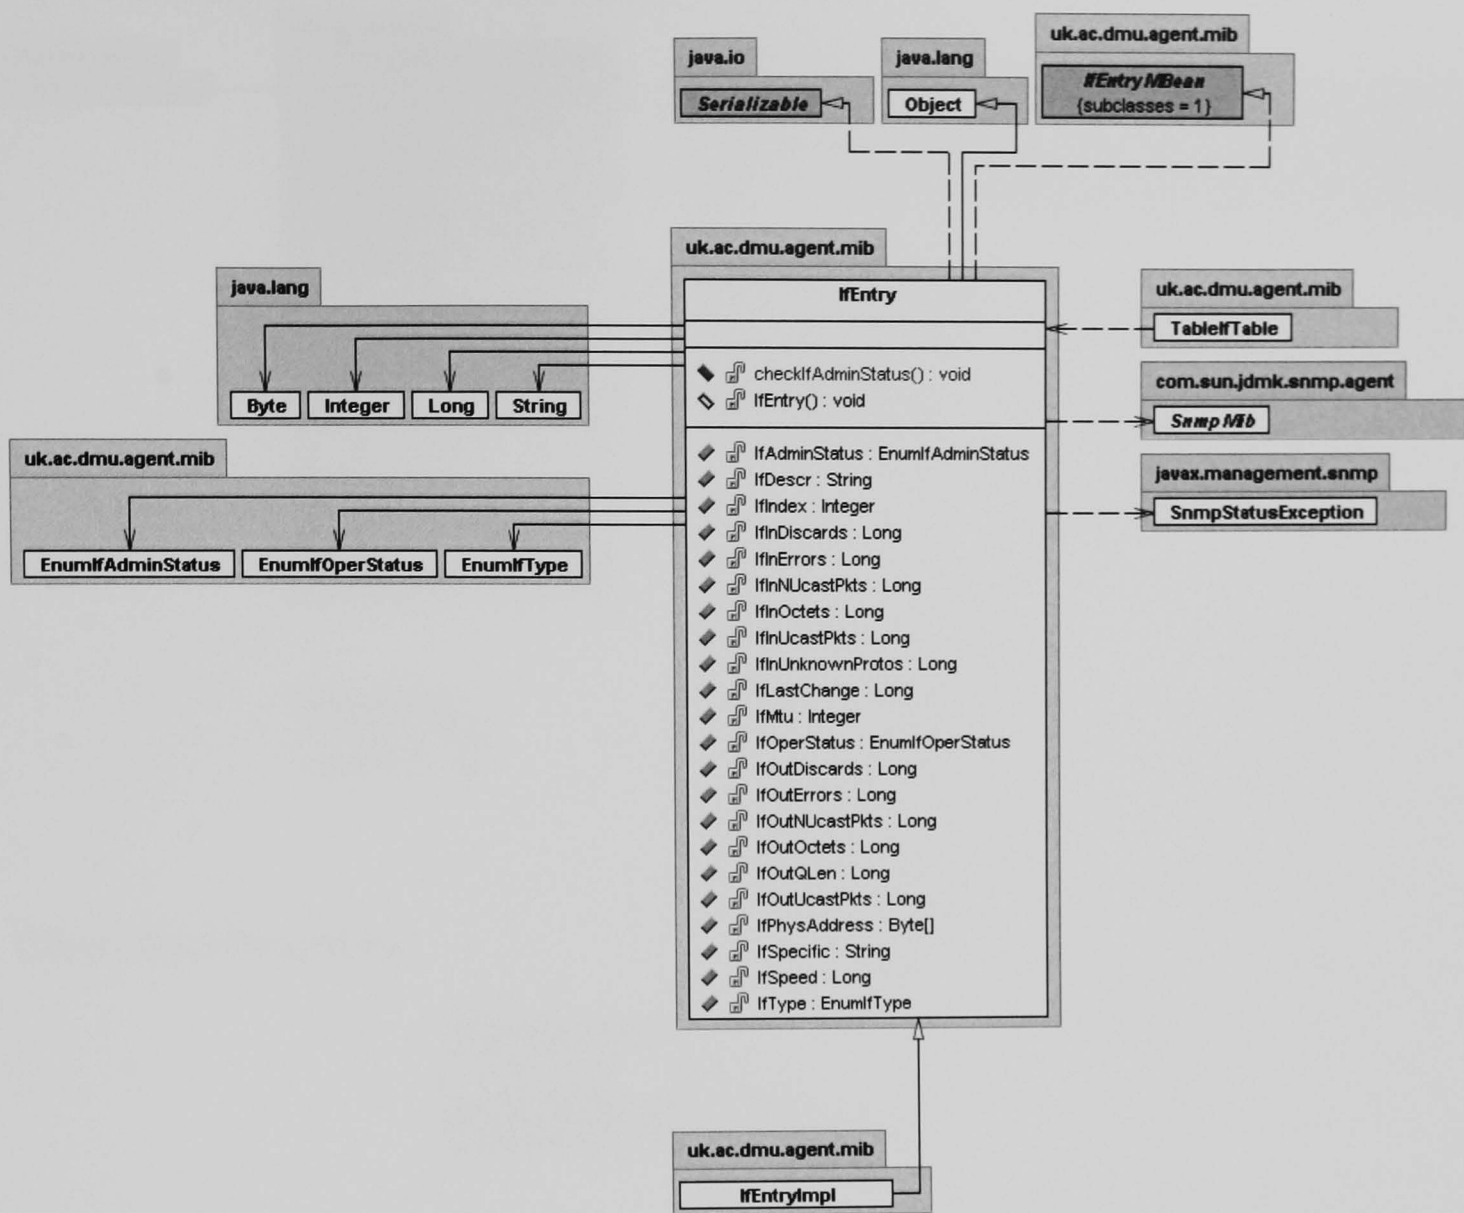 java.io
Serializable
java.lang
Object
uk.ac.dmu.agent.mib
IfEntryMBean
{subclasses = 1}
uk.ac.dmu.agent.mib
IfEntry
checkIfAdminStatus() : void
IfEntry() : void
IfAdminStatus : EnumIfAdminStatus
IfDescr : String
IfIndex : Integer
IfInDiscards : Long
IfInErrors : Long
IfInNUcastPkts : Long
IfInOctets : Long
IfInUcastPkts : Long
IfInUnknownProtos : Long
IfLastChange : Long
IfMtu : Integer
IfOperStatus : EnumIfOperStatus
IfOutDiscards : Long
IfOutErrors : Long
IfOutNUcastPkts : Long
IfOutOctets : Long
IfOutQLen : Long
IfOutUcastPkts : Long
IfPhysAddress : Byte[]
IfSpecific : String
IfSpeed : Long
IfType : EnumIfType
java.lang
Byte
Integer
Long
String
uk.ac.dmu.agent.mib
EnumIfAdminStatus
EnumIfOperStatus
EnumIfType
uk.ac.dmu.agent.mib
TableIfTable
com.sun.jdmk.snmp.agent
SnmpMib
javax.management.snmp
SnmpStatusException
uk.ac.dmu.agent.mib
IfEntryImpl